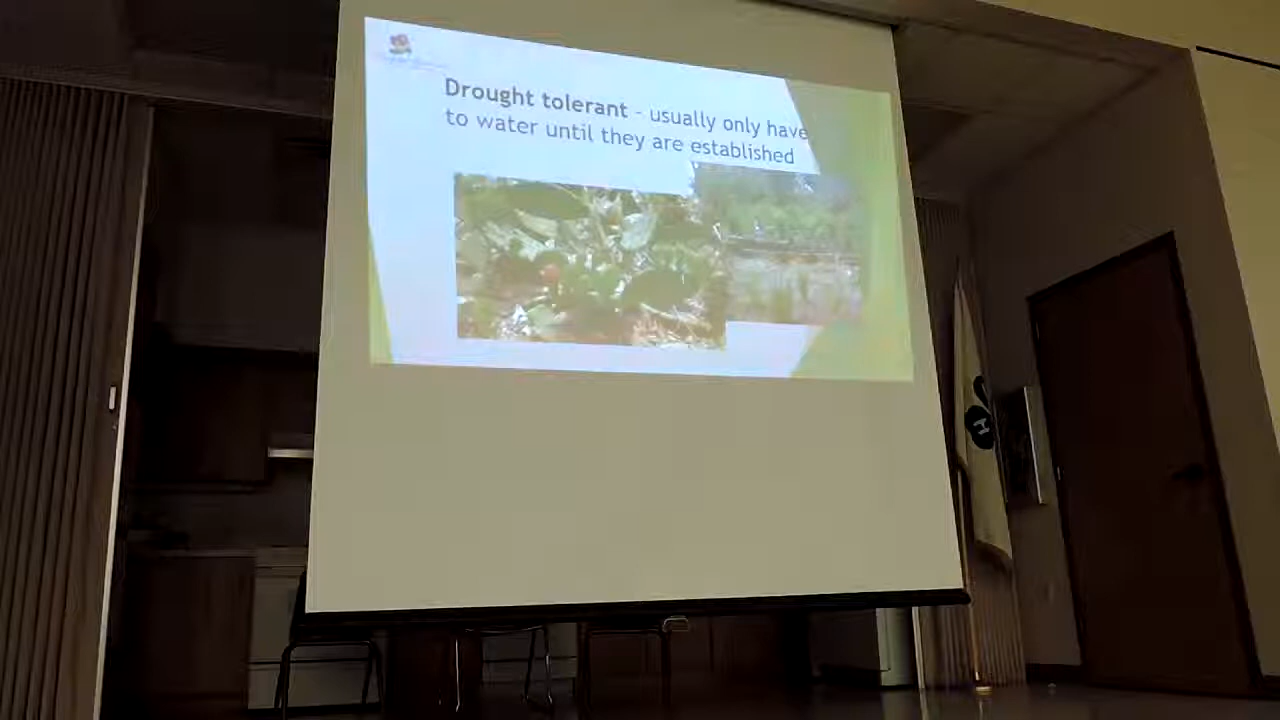 Drought tolerant - usually only have
to water until they are established
H